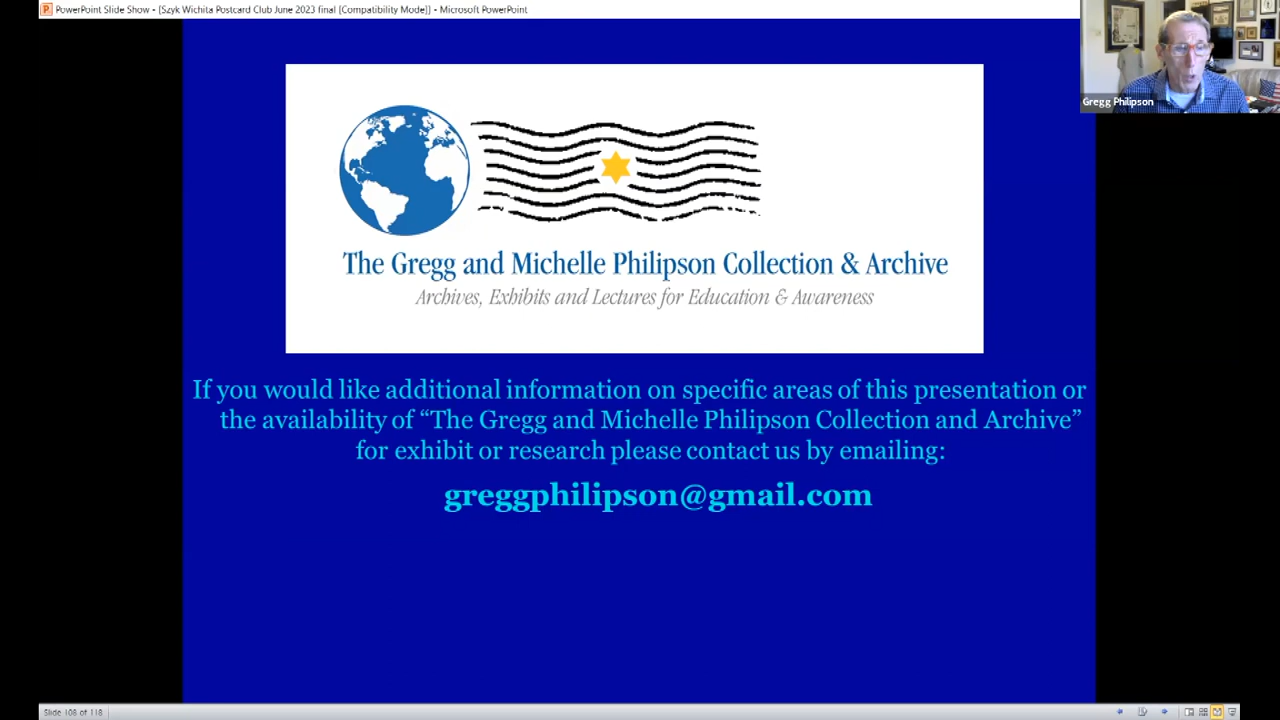 PowerPoint Slide Show - [Szyk Wichita Postcard Club June 2023 final [Compatibility Mode]] - Microsoft PowerPoint
Gregg Philipson
The Gregg and Michelle Philipson Collection & Archive
Archives, Exhibits and Lectures for Education & Awareness
If you would like additional information on specific areas of this presentation or
the availability of “The Gregg and Michelle Philipson Collection and Archive”
for exhibit or research please contact us by emailing:
greggphilipson@gmail.com
Slide 108 of 118